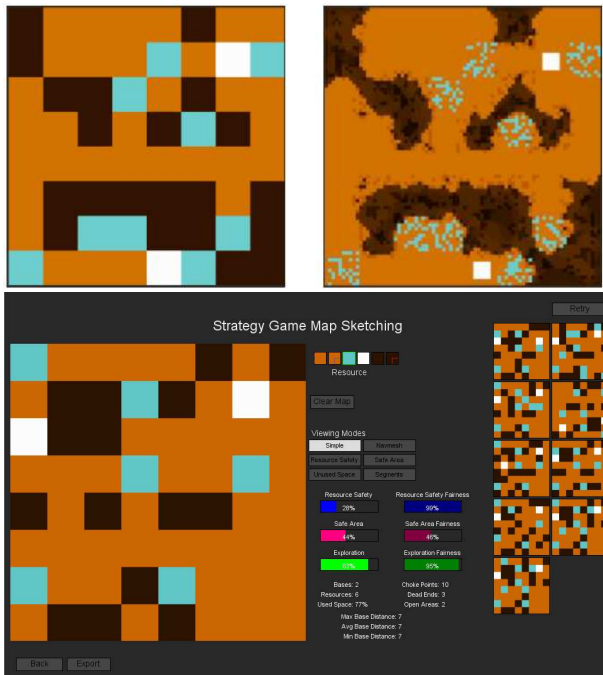 Retry
Strategy Game Map Sketching
Resource
Clear Map
Viewing Modes
Simple Navmesh
Resource Safety Safe Area
Unused Space Segments
Resource Safety Resource Safety Fairness
28% 99%
Safe Area Safe Area Fairness
44% 46%
Exploration Exploration Fairness
63% 95%
Bases: 2 Choke Points: 10
Resources: 6 Dead Ends: 3
Used Space: 77% Open Areas: 2
Max Base Distance: 7
Avg Base Distance: 7
Min Base Distance: 7
Back Export